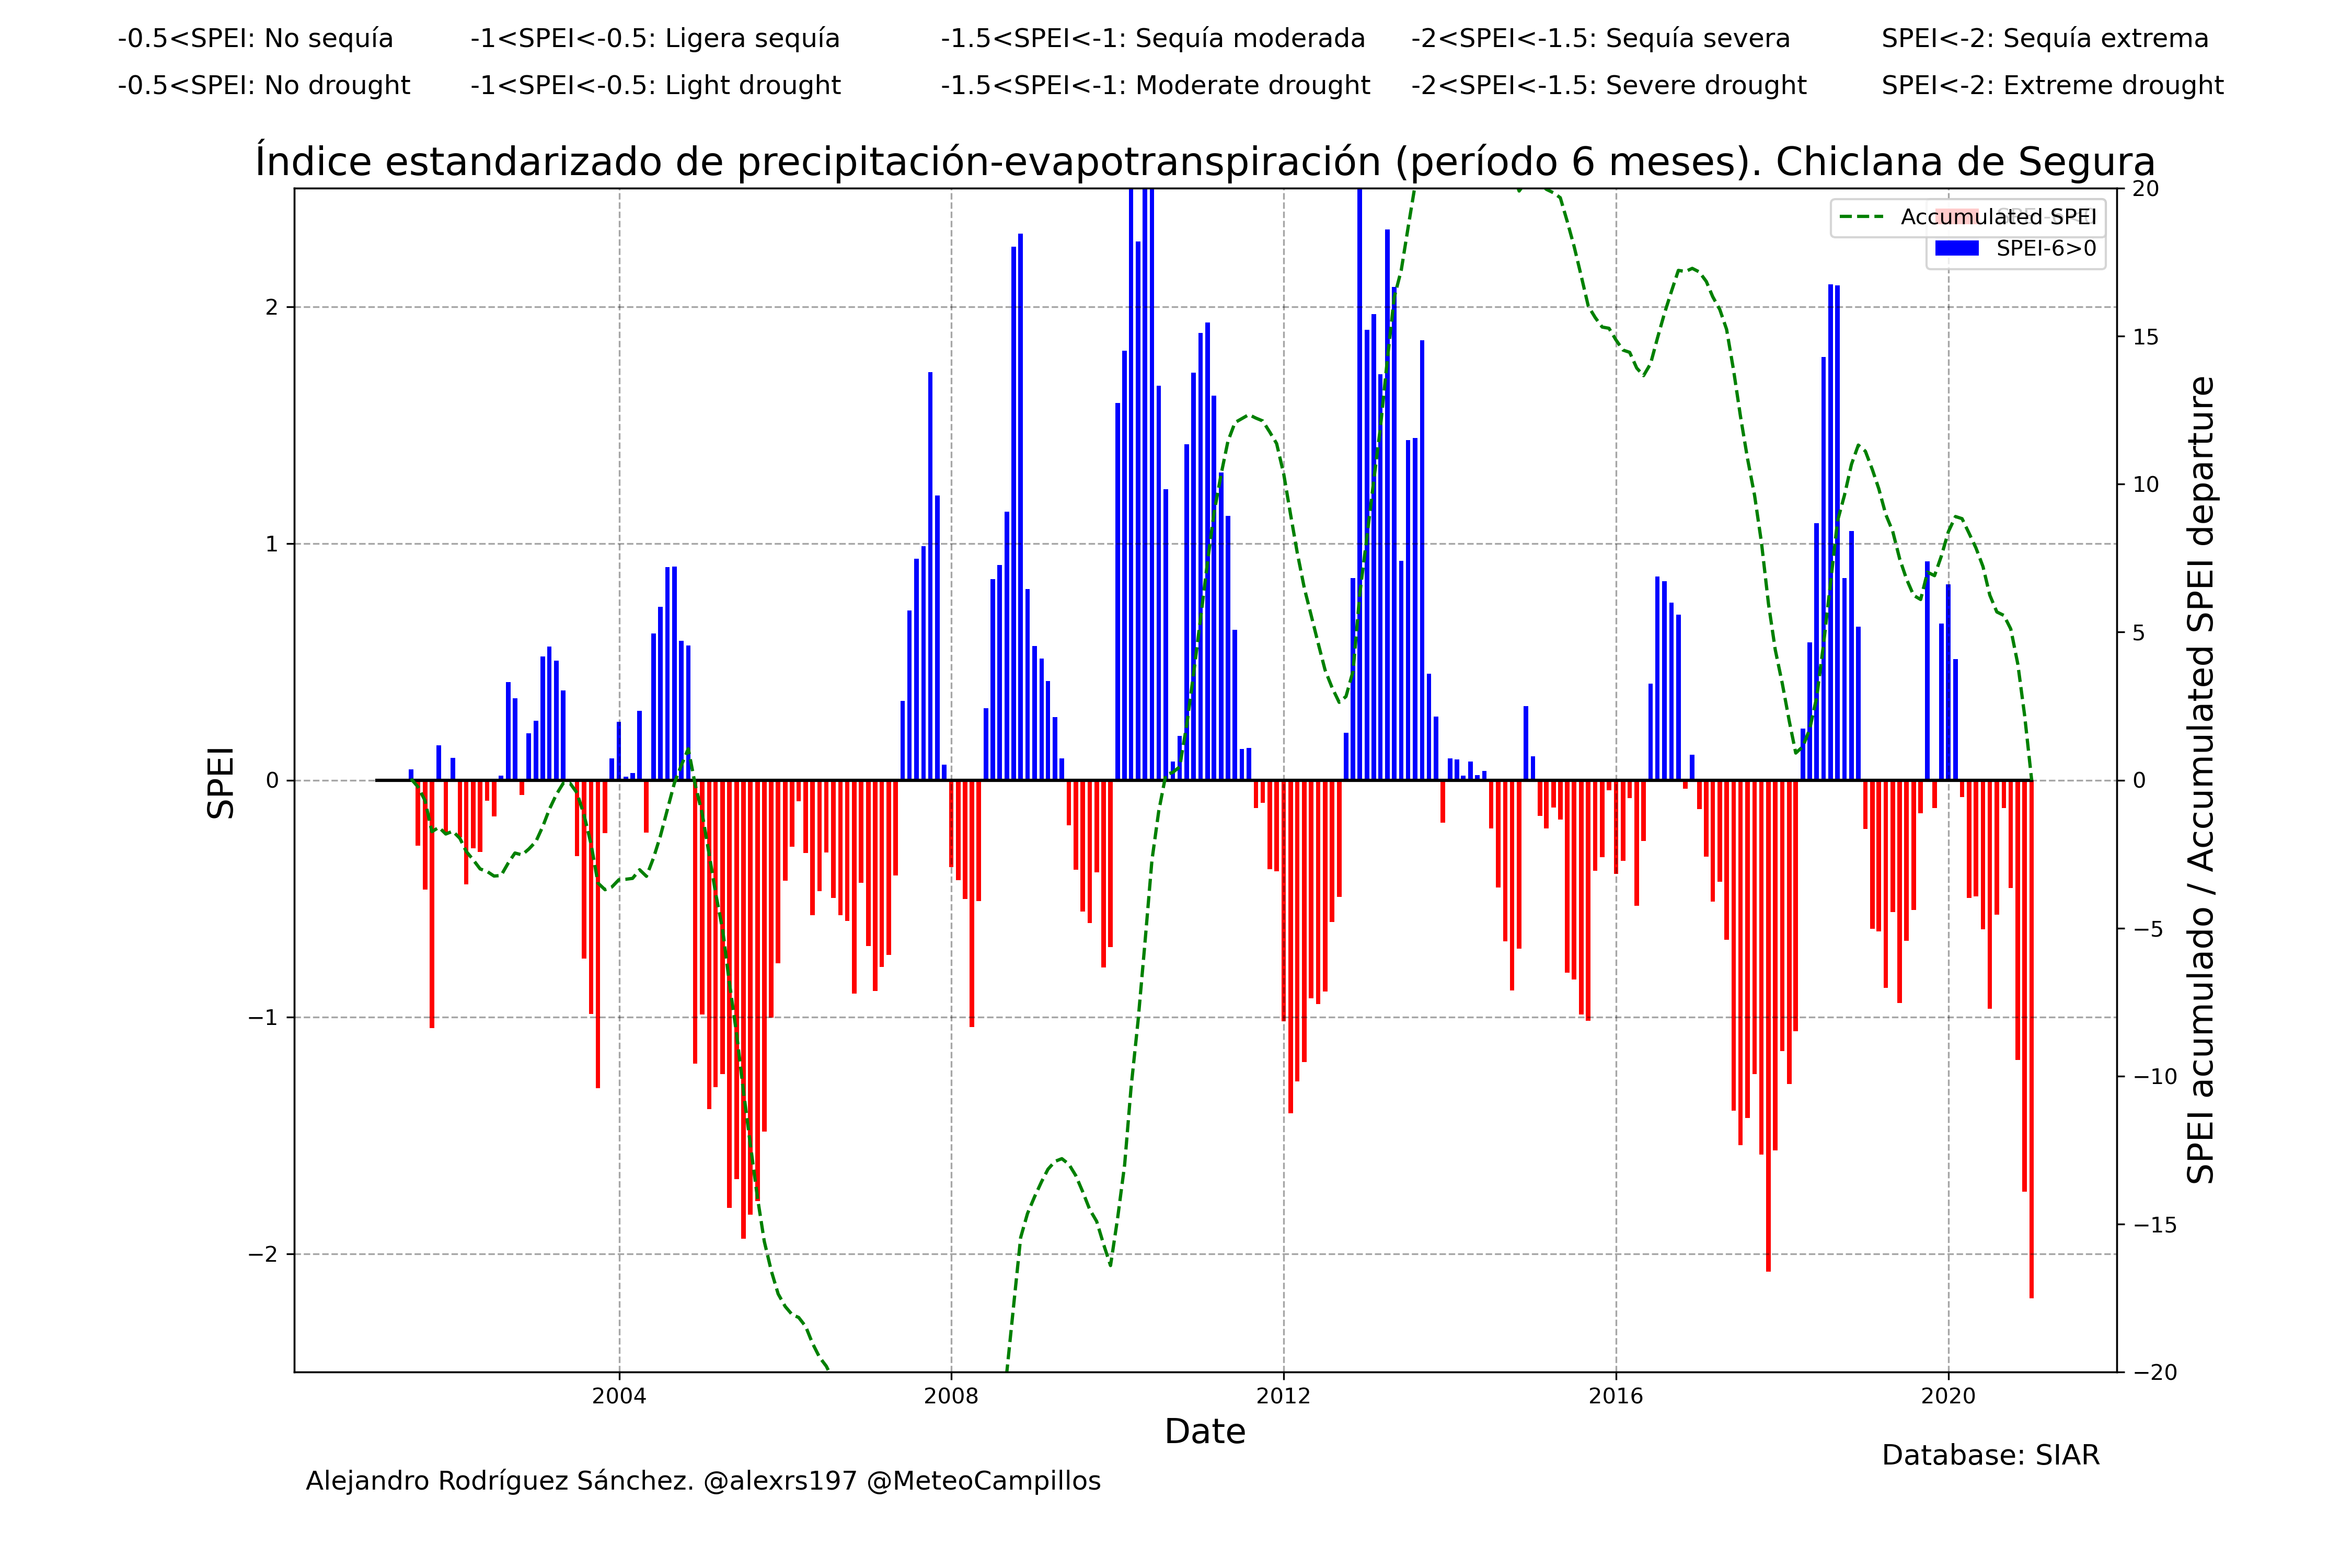 -0.5<SPEI: No sequía -1<SPEI<-0.5: Ligera sequía -1.5<SPEI<-1: Sequía moderada -2<SPEI<-1.5: Sequía severa SPEI<-2: Sequía extrema
-0.5<SPEI: No drought -1<SPEI<-0.5: Light drought -1.5<SPEI<-1: Moderate drought -2<SPEI<-1.5: Severe drought SPEI<-2: Extreme drought
Índice estandarizado de precipitación-evapotranspiración (período 6 meses). Chiclana de Segura
Accumulated SPEI
SPEI-6>0
SPEI
2
1
0
−1
−2
20
15
10
5
0
−5
−10
−15
−20
SPEI acumulado / Accumulated SPEI departure
2004 2008 2012 2016 2020
Date
Database: SIAR
Alejandro Rodríguez Sánchez. @alexrs197 @MeteoCampillos